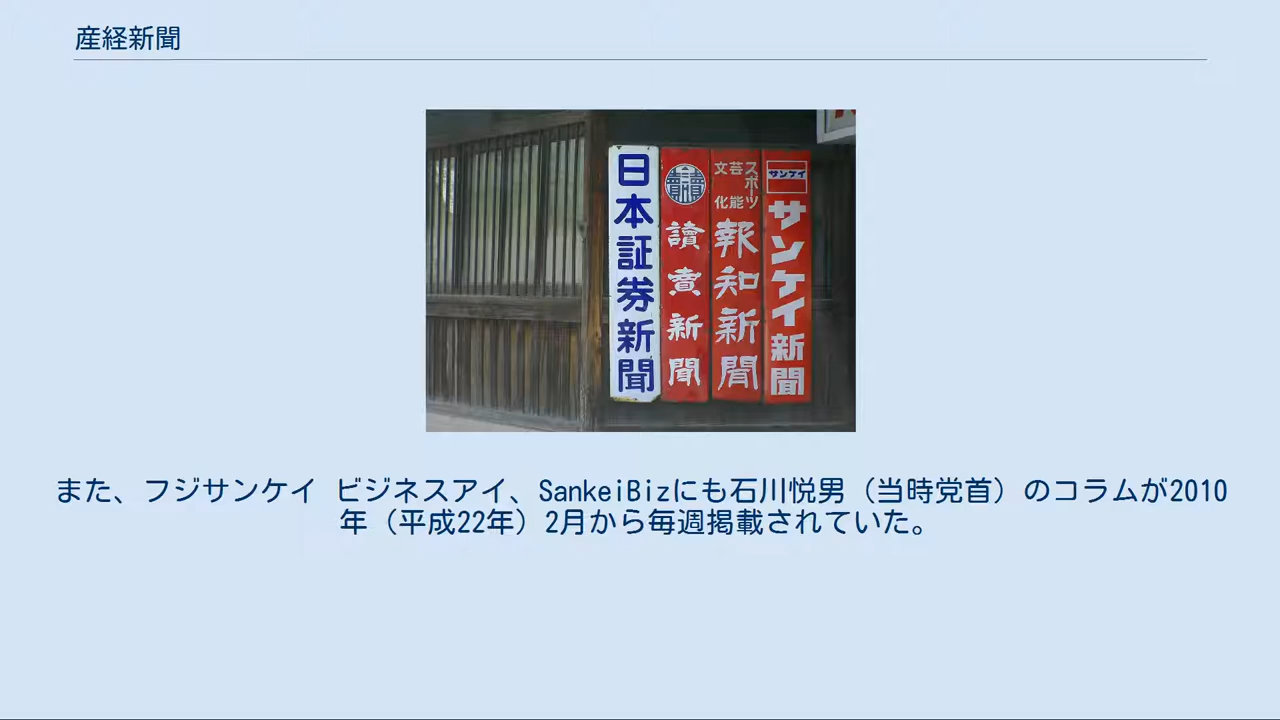 産経新聞
日本証券新聞
讀賣
讀賣新聞
スポーツ
芸能
文化
報知新聞
サンケイ
サンケイ新聞
また、フジサンケイ ビジネスアイ、SankeiBizにも石川悦男（当時党首）のコラムが2010
年（平成22年）2月から毎週掲載されていた。